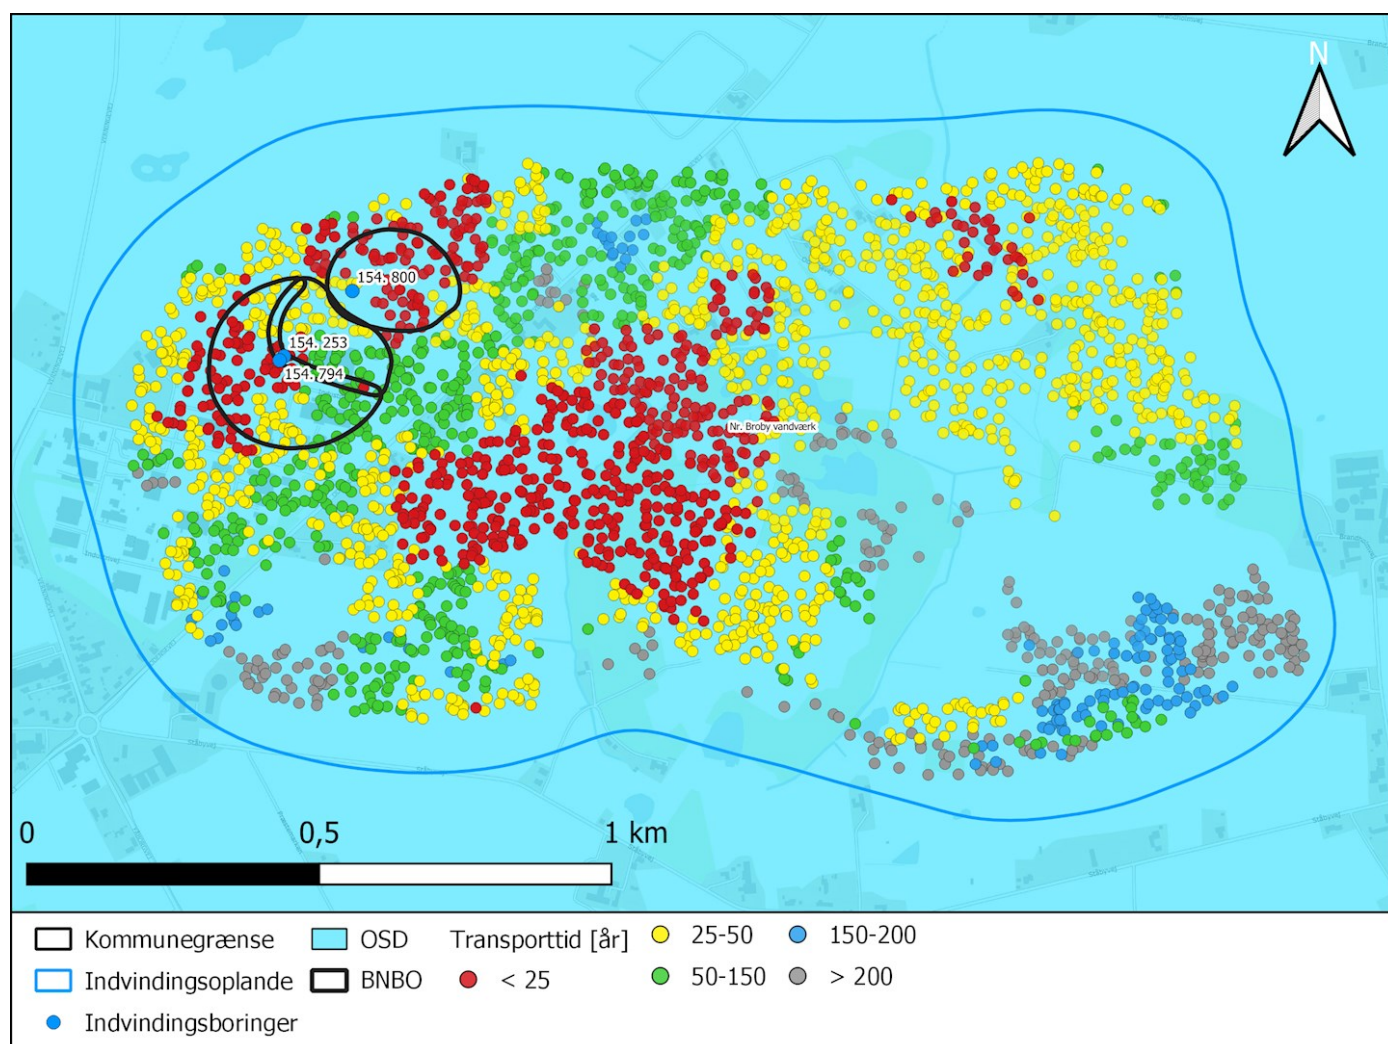 N
154. 800
154. 253
154. 794
Nr. Broby vandværk
0 0,5 1 km
Kommunegrænse OSD Transporttid [år] 25-50 150-200
Indvindingsoplande BNBO < 25 50-150 > 200
Indvindingsboringer